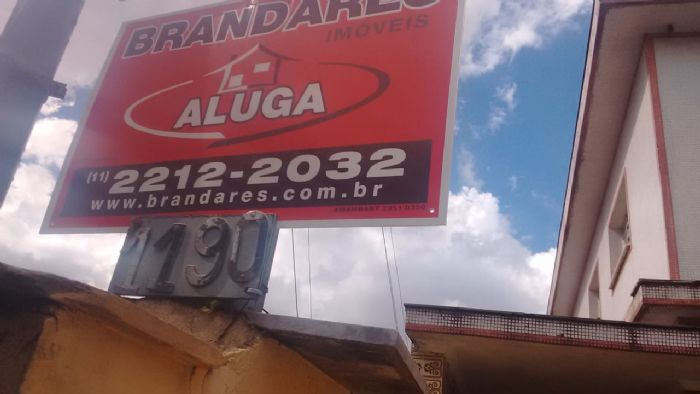 BRANDARES
IMÓVEIS
ALUGA
(11) 2212-2032
www.brandares.com.br
1190